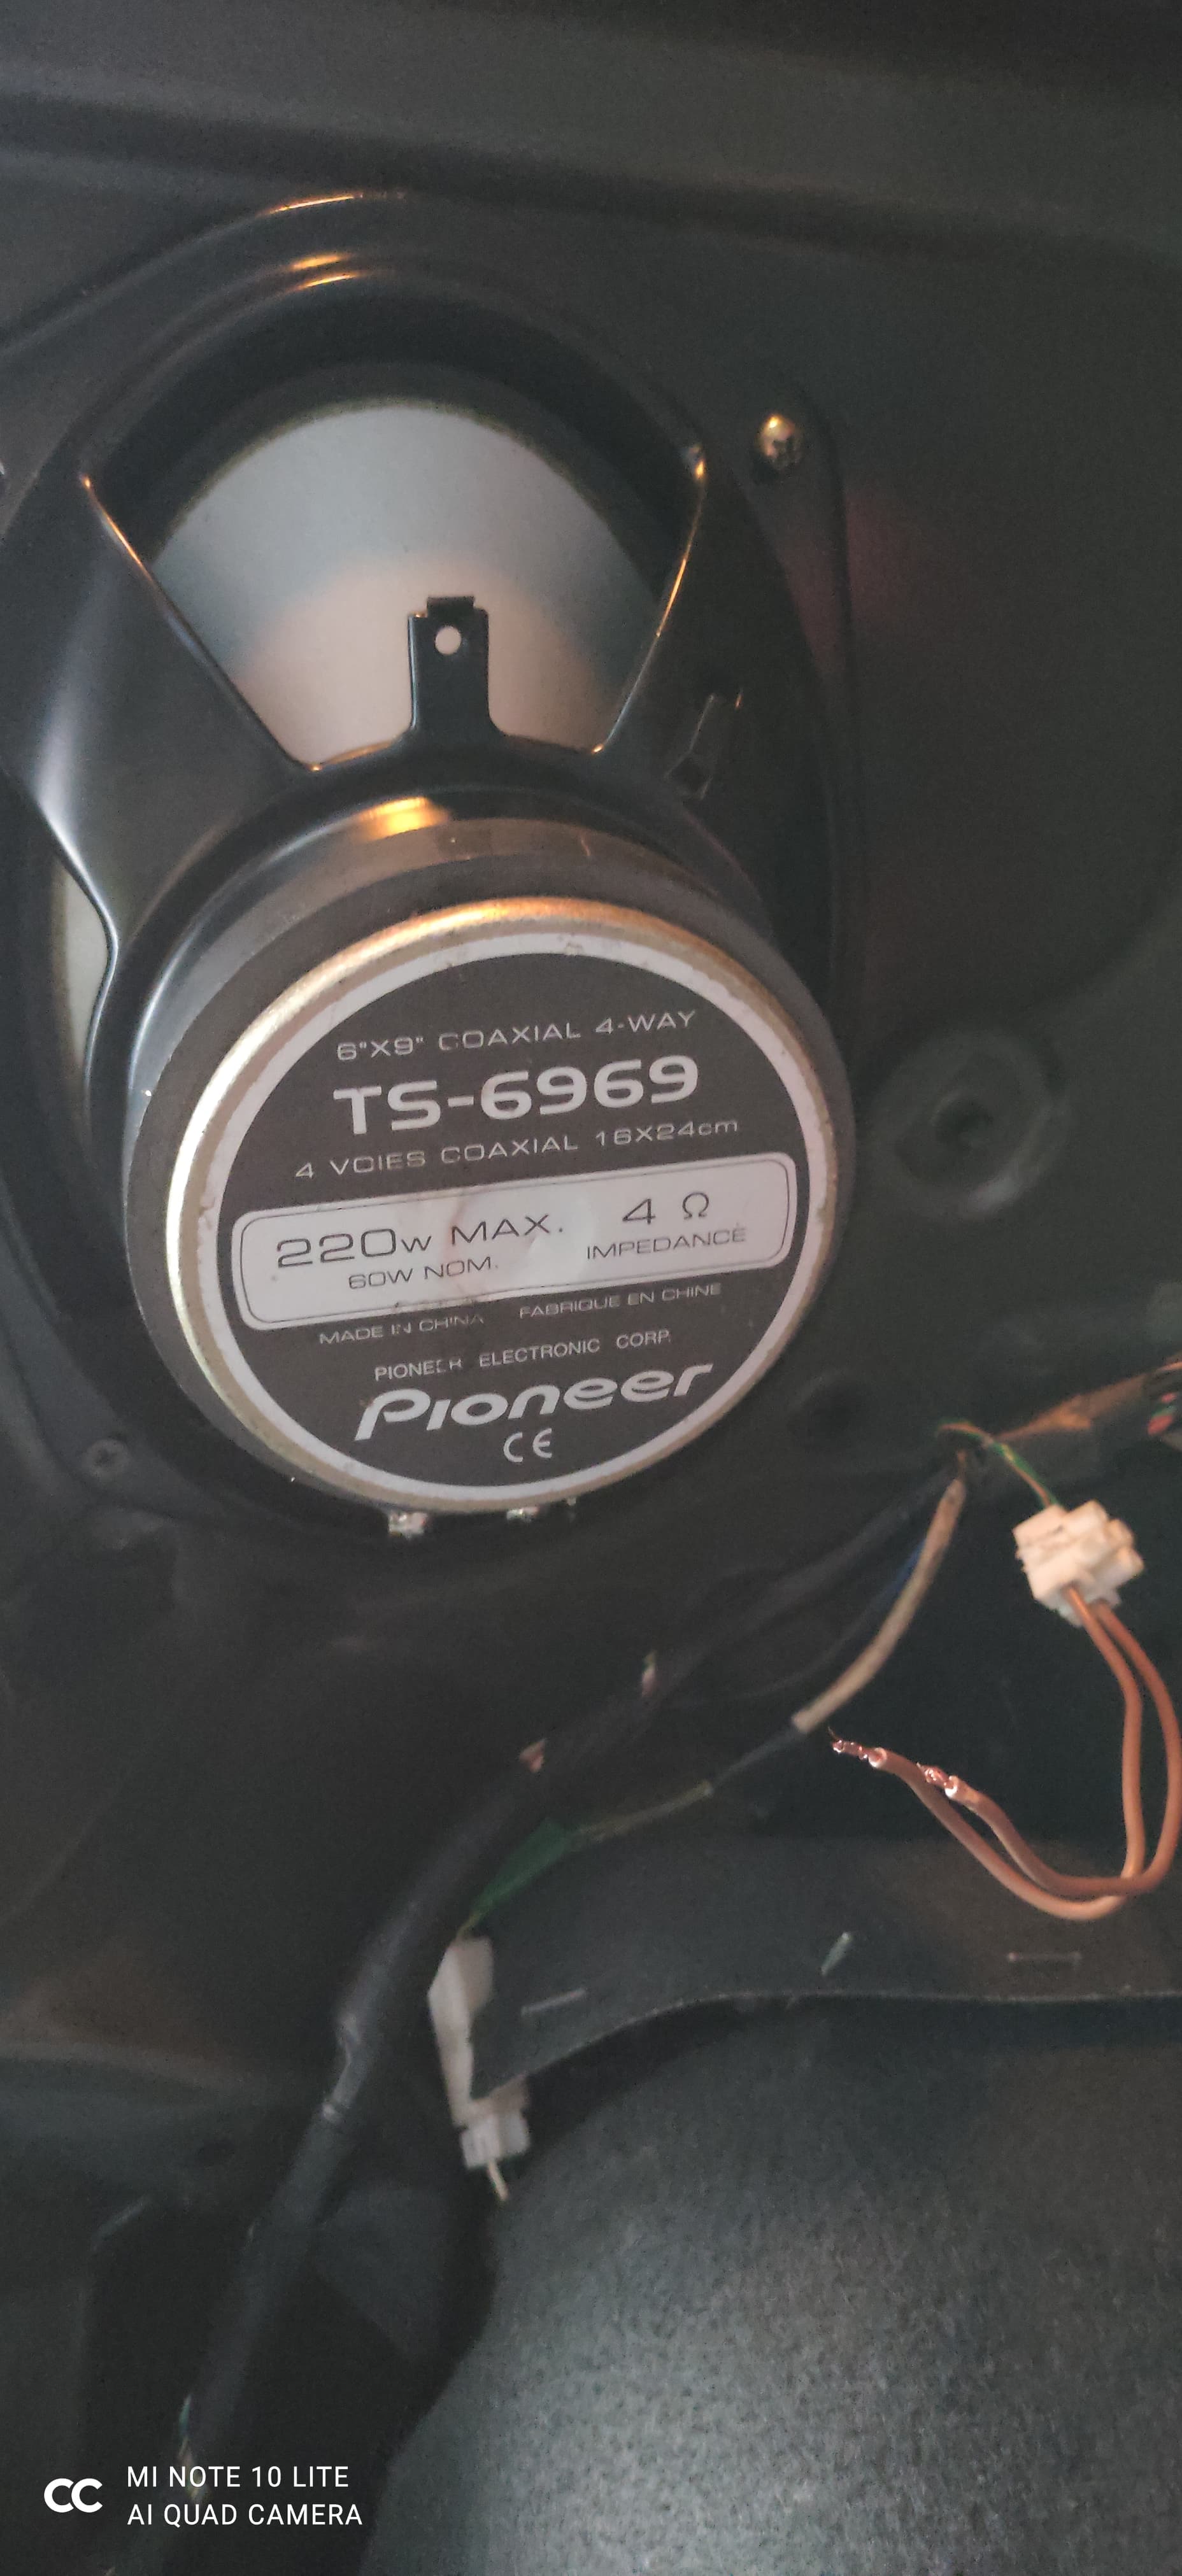 6"X9" COAXIAL 4-WAY
TS-6969
4 VOIES COAXIAL 16X24cm
220W MAX. 4 Ω
60W NOM. IMPEDANCE
MADE IN CHINA FABRIQUE EN CHINE
PIONEER ELECTRONIC CORP.
Pioneer
CE
MI NOTE 10 LITE
AI QUAD CAMERA